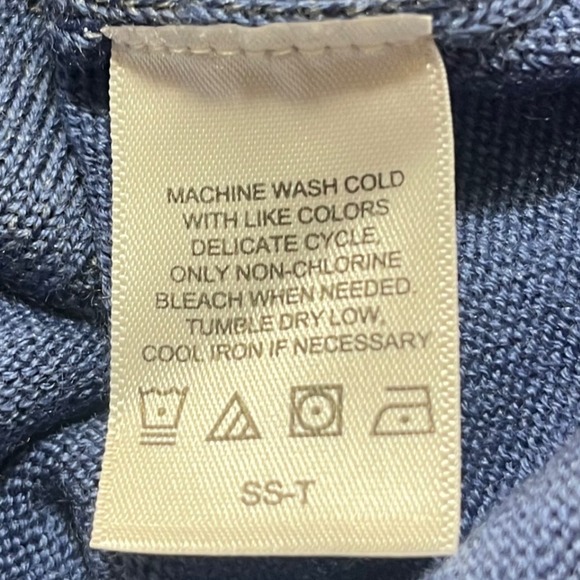 MACHINE WASH COLD
WITH LIKE COLORS
DELICATE CYCLE,
ONLY NON-CHLORINE
BLEACH WHEN NEEDED.
TUMBLE DRY LOW,
COOL IRON IF NECESSARY
SS-T